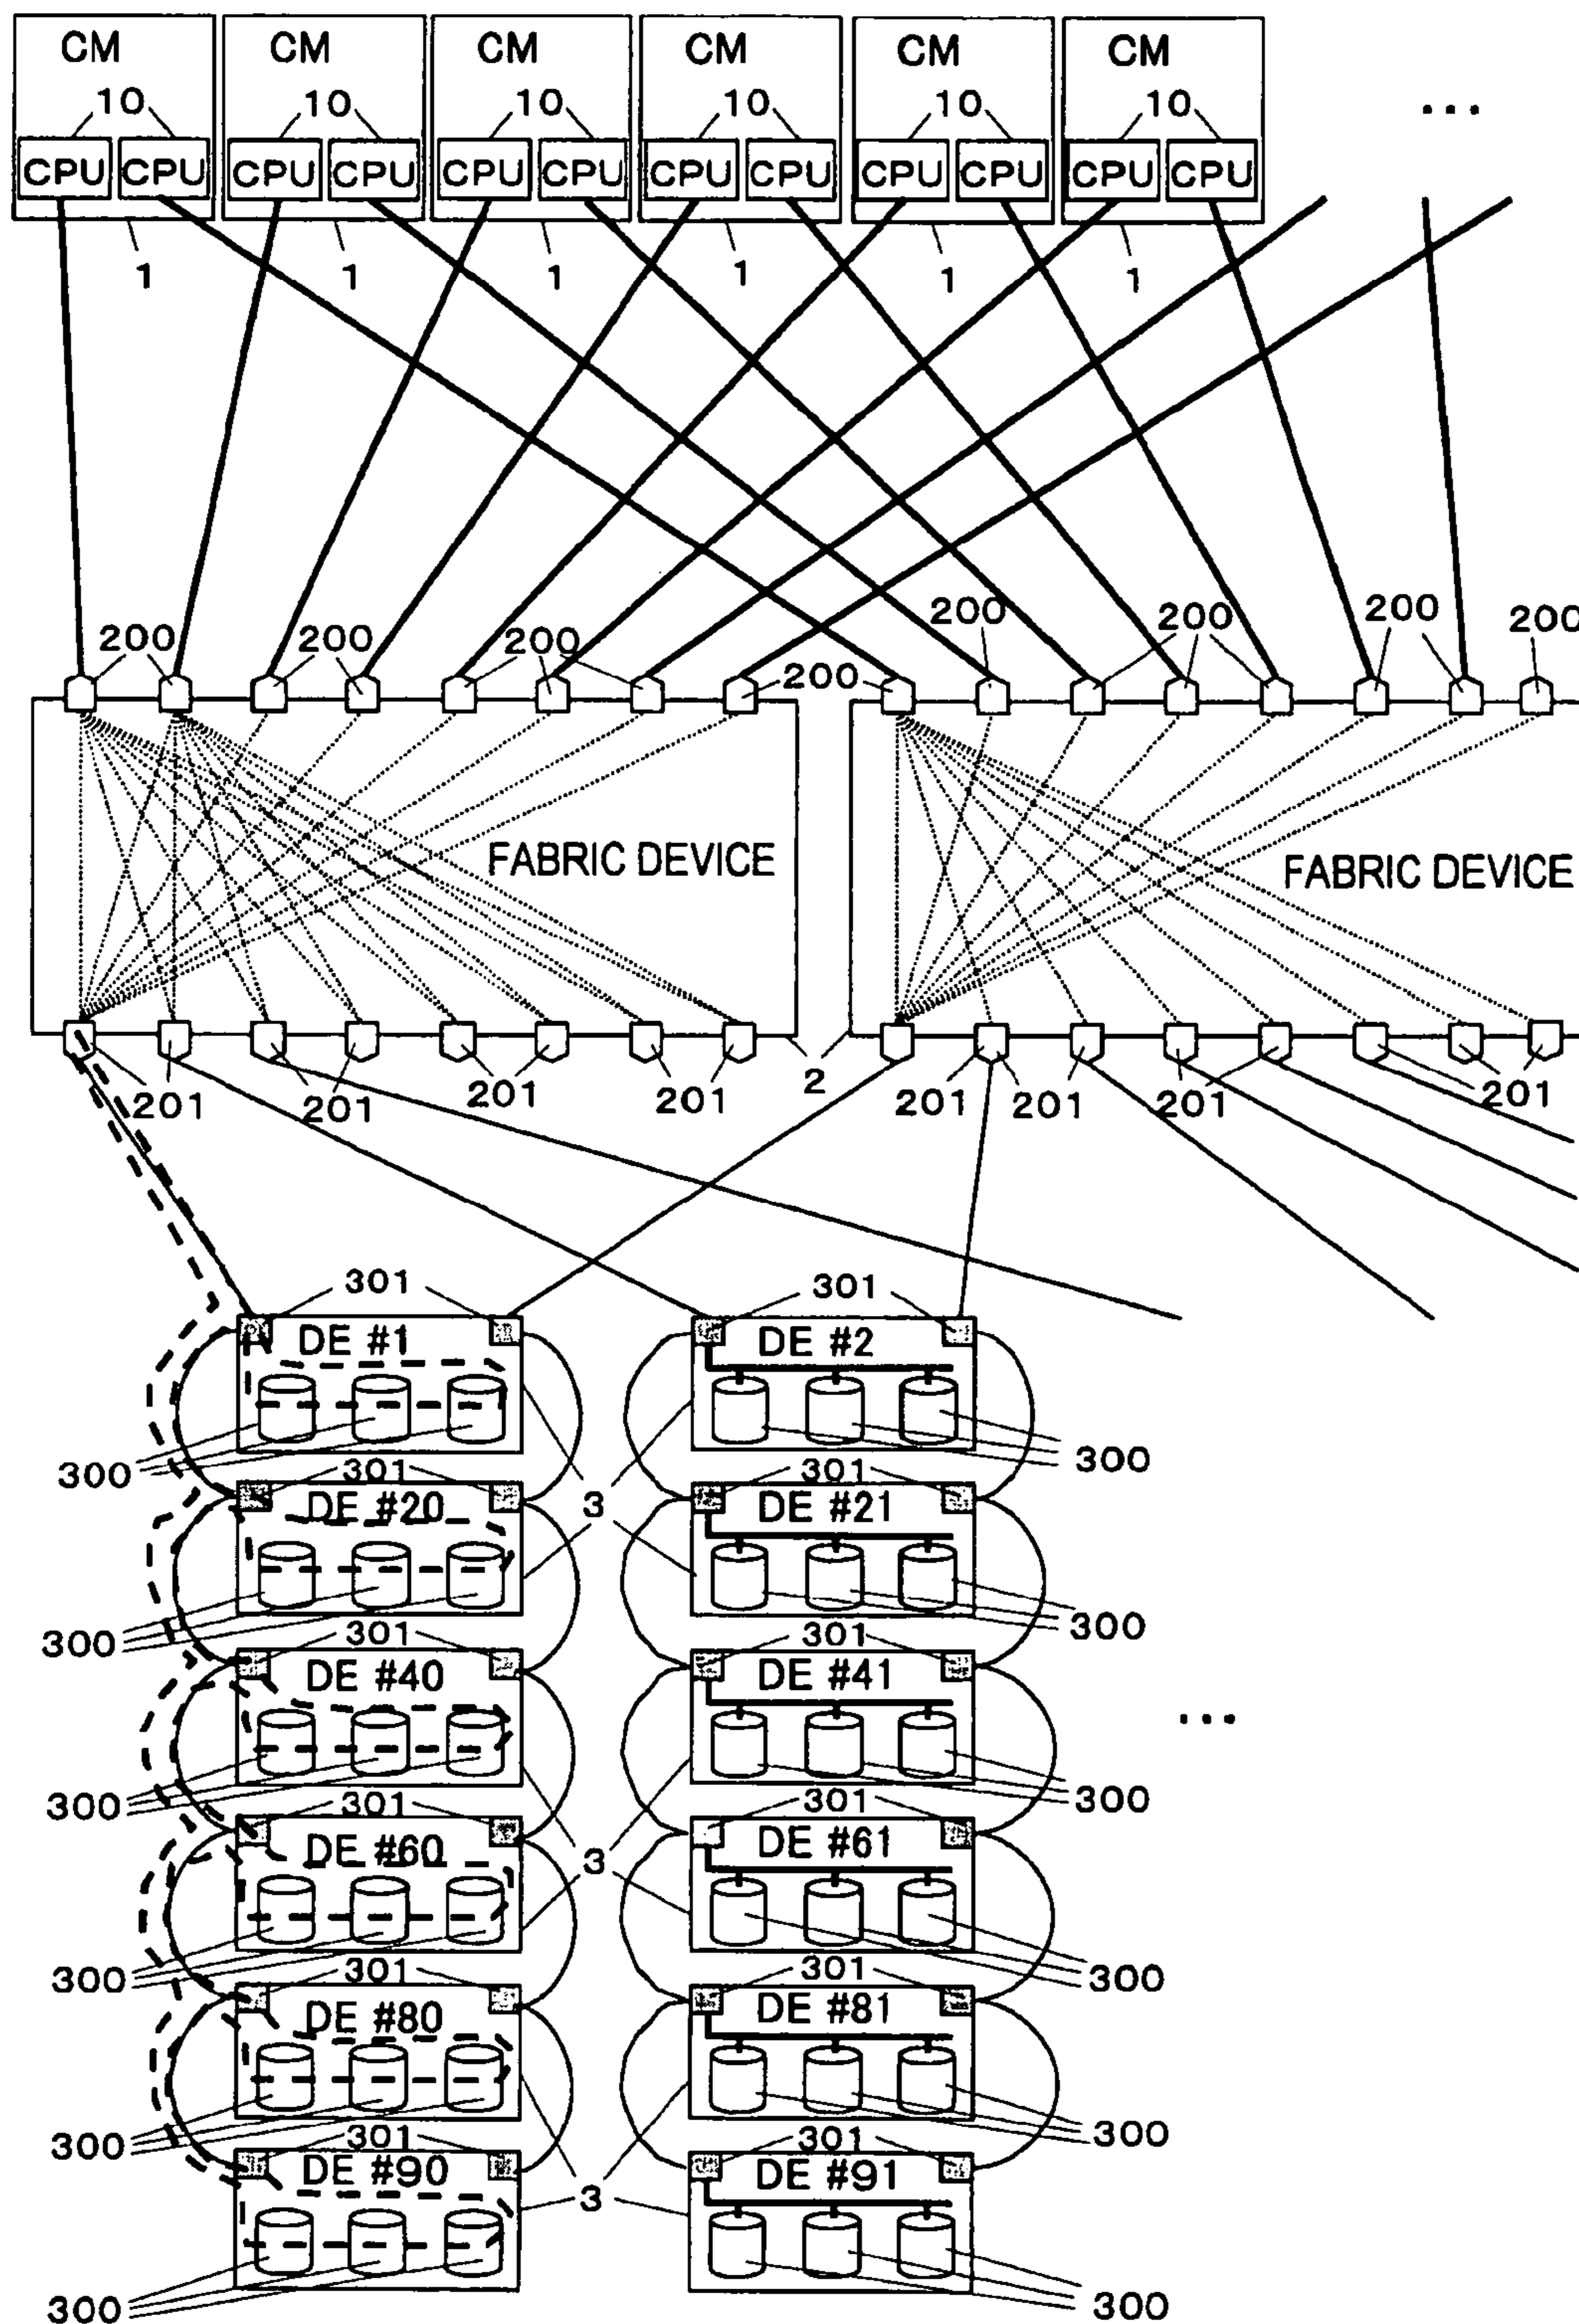 CM CM CM CM CM CM
10 10 10 10 10 10 ...
CPU CPU CPU CPU CPU CPU CPU CPU CPU CPU CPU CPU
1 1 1 1 1 1
200 200 200 200
200 200 200 200 200
FABRIC DEVICE FABRIC DEVICE
201 201 201 201 2 201 201 201 201
301 301
DE #1 DE #2
300 300
301 301
DE #20 3 DE #21
300 300
301 301
DE #40 DE #41
...
300 300
301 301
DE #60 3 DE #61
300 300
301 301
DE #80 DE #81
300 300
301 301
DE #90 3 DE #91
300 300